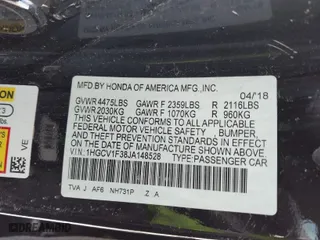 MFD BY HONDA OF AMERICA MFG.,INC. 04/18
GVWR 4475LBS GAWR F 2359LBS R 2116LBS
GVWR 2030KG GAWR F 1070KG R 960KG
THIS VEHICLE CONFORMS TO ALL APPLICABLE
FEDERAL MOTOR VEHICLE SAFETY, BUMPER,
AND THEFT PREVENTION STANDARDS IN EFFECT
ON THE DATE OF MANUFACTURE SHOWN ABOVE.
VIN: 1HGCV1F38JA148528 TYPE:PASSENGER CAR
TVA J AF6 NH731P Z A
VE